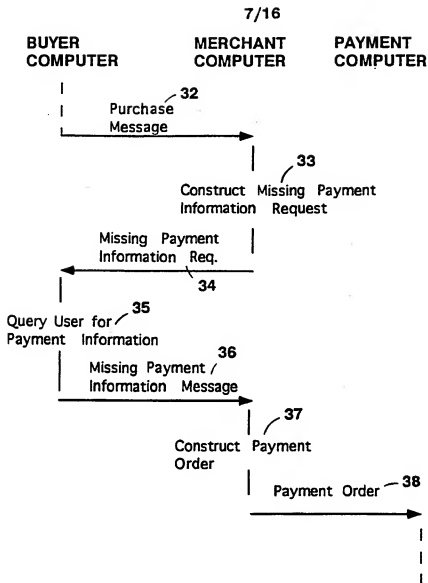 7/16
BUYER
COMPUTER
MERCHANT
COMPUTER
PAYMENT
COMPUTER
32
Purchase
Message
33
Construct Missing Payment
Information Request
Missing Payment
Information Req.
34
35
Query User for
Payment Information
36
Missing Payment
Information Message
37
Construct Payment
Order
Payment Order 38